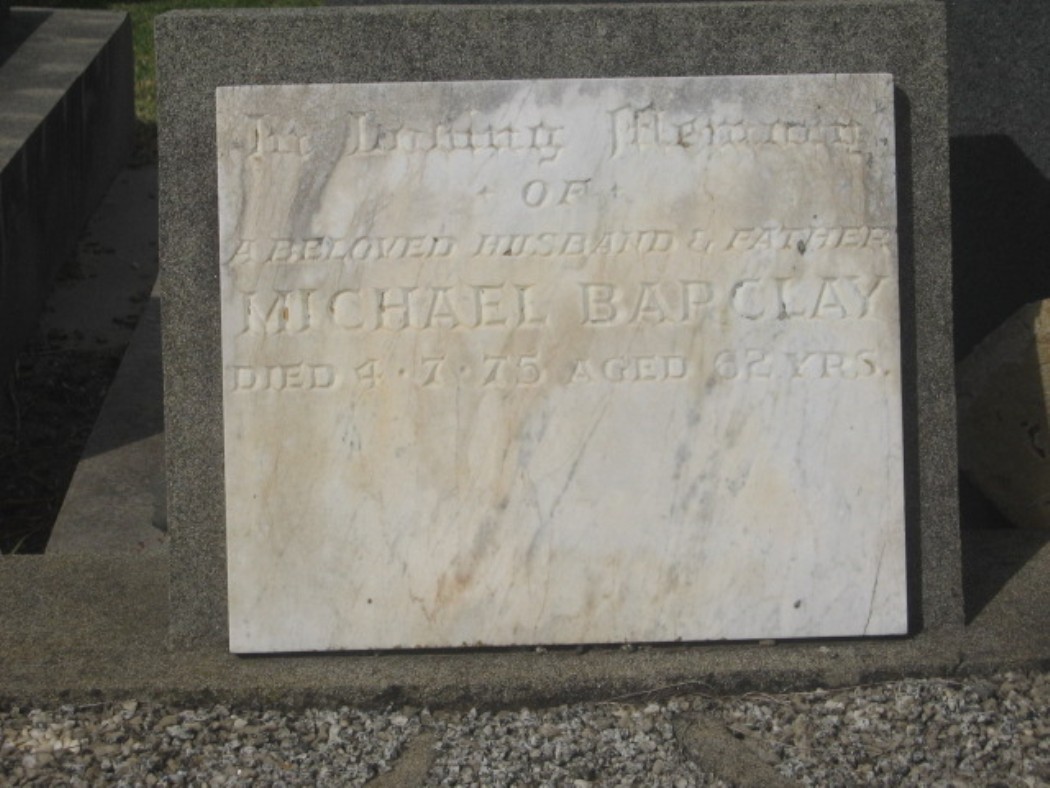 In Loving Memory
OF
A BELOVED HUSBAND & FATHER
MICHAEL BARCLAY
DIED 4·7·75 AGED 62 YRS.